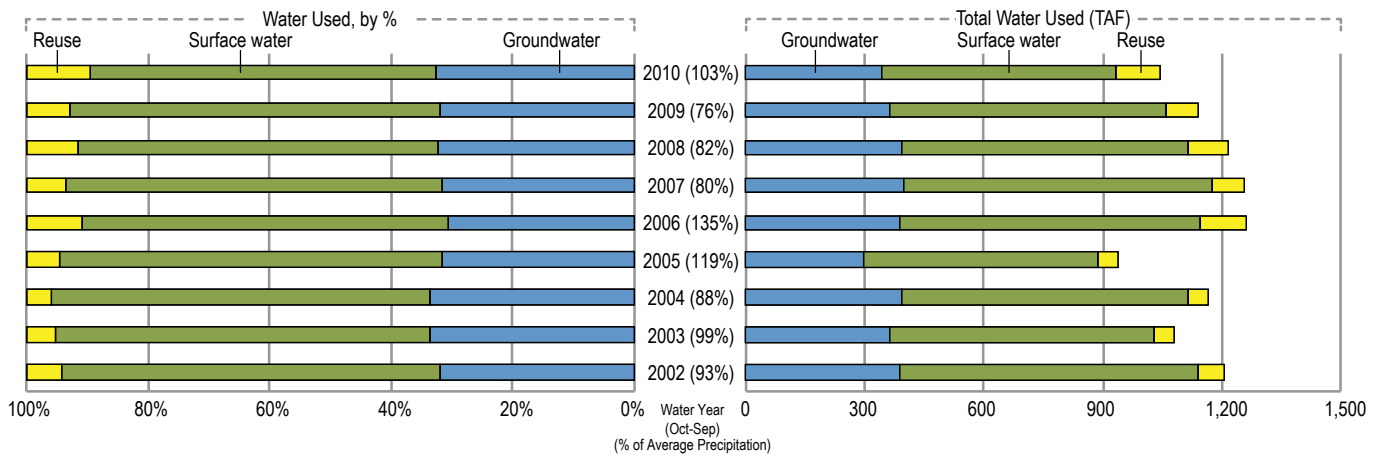 Water Used, by %
Total Water Used (TAF)
Reuse Surface water Groundwater
Groundwater Surface water Reuse
2010 (103%)
2009 (76%)
2008 (82%)
2007 (80%)
2006 (135%)
2005 (119%)
2004 (88%)
2003 (99%)
2002 (93%)
100% 80% 60% 40% 20% 0%
Water Year
(Oct-Sep)
(% of Average Precipitation)
0 300 600 900 1,200 1,500